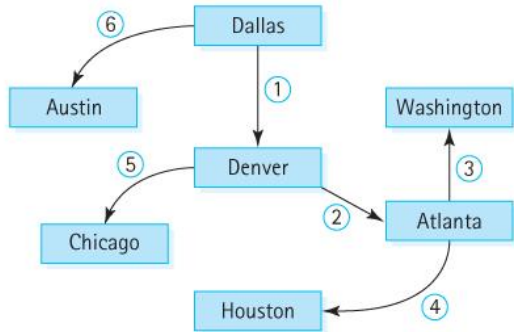 6
Dallas
Austin
1
Washington
5
Denver
3
2
Chicago
Atlanta
Houston
4